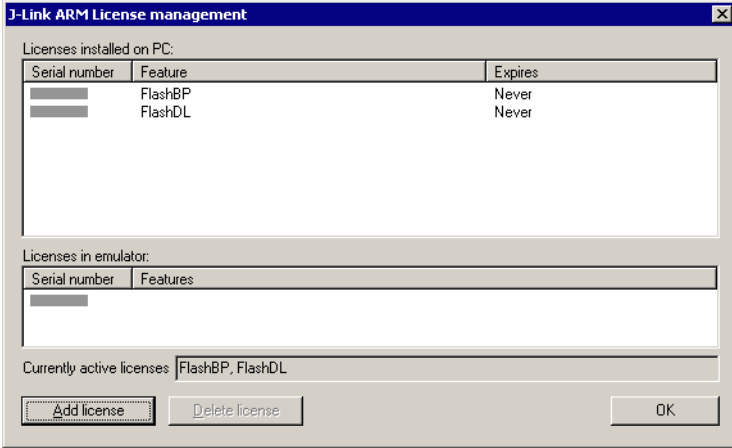 J-Link ARM License management
Licenses installed on PC:
Serial number Feature Expires
FlashBP Never
FlashDL Never
Licenses in emulator:
Serial number Features
Currently active licenses FlashBP, FlashDL
Add license Delete license OK